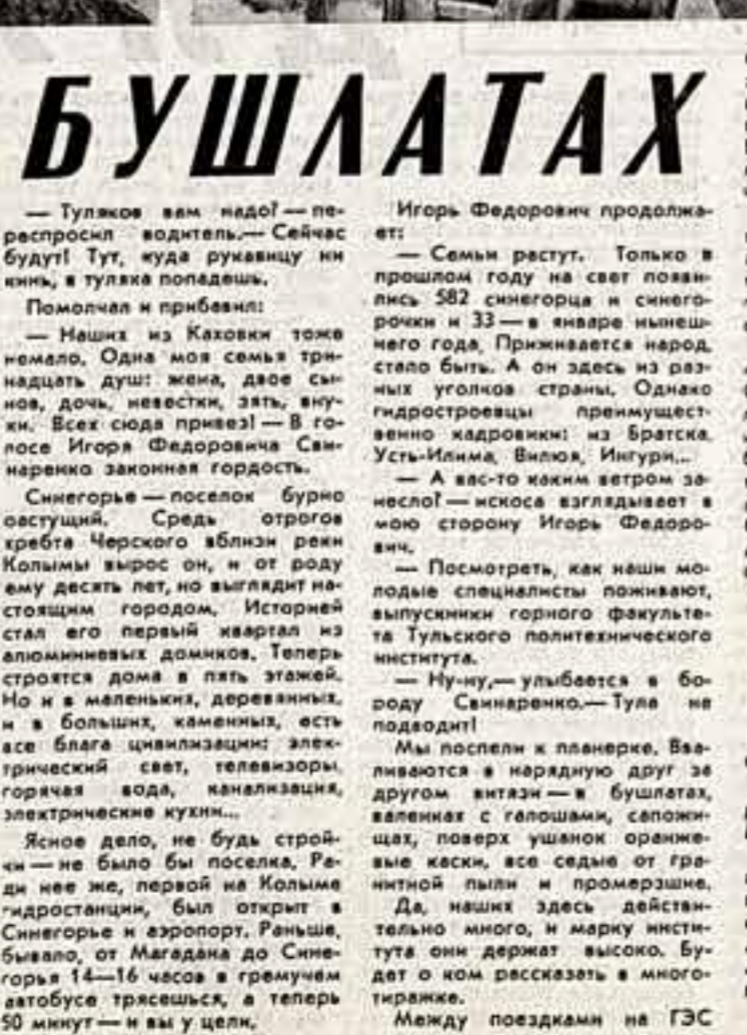 БУШЛАТАХ
— Туляков вам надо? — пе-
распросил водитель.— Сейчас
будут! Тут, куда рукавицу ни
кинь, в туляка попадешь.
Помолчал и прибавил:
— Наших из Каховки тоже
немало. Одна моя семья три-
надцать душ: жена, двое сы-
нов, дочь, невестки, зять, вну-
ки. Всех сюда привез! — В го-
лосе Игоря Федоровича Сви-
наренко законная гордость.
Синегорье — поселок бурно
растущий. Средь отрогов
хребта Черского вблизи реки
Колымы вырос он, и от роду
ему десять лет, но выглядит на-
стоящим городом. Историей
стал его первый квартал из
алюминиевых домиков. Теперь
строятся дома в пять этажей.
Но и в маленьких, деревянных,
и в больших, каменных, есть
все блага цивилизации: элек-
трический свет, телевизоры,
горячая вода, канализация,
электрические кухни...
Ясное дело, не будь строй-
ки — не было бы поселка. Ра-
ди нее же, первой на Колыме
гидростанции, был открыт в
Синегорье и аэропорт. Раньше,
бывало, от Магадана до Сине-
горья 14—16 часов в гремучем
автобусе трясешься, а теперь
50 минут — и вы у цели.
Игорь Федорович продолжа-
ет:
— Семьи растут. Только в
прошлом году на свет появи-
лись 582 синегорца и синего-
рочки и 33 — в январе нынеш-
него года. Приживается народ,
стало быть. А он здесь из раз-
ных уголков страны. Однако
гидростроевцы преимущест-
венно кадровики: из Братска,
Усть-Илима, Вилюя, Ингури...
— А вас-то каким ветром за-
несло? — искоса взглядывает в
мою сторону Игорь Федоро-
вич.
— Посмотреть, как наши мо-
лодые специалисты поживают,
выпускники горного факульте-
та Тульского политехнического
института.
— Ну-ну,— улыбается в бо-
роду Свинаренко.— Тула не
подводит!
Мы поспели к планерке. Вва-
ливаются в нарядную друг за
другом витязи — в бушлатах,
валенках с галошами, сапожи-
щах, поверх ушанок оранже-
вые каски, все седые от гра-
нитной пыли и промерзшие.
Да, наших здесь действи-
тельно много, и марку инсти-
тута они держат высоко. Бу-
дет о ком рассказать в много-
тиражке.
Между поездками на ГЭС